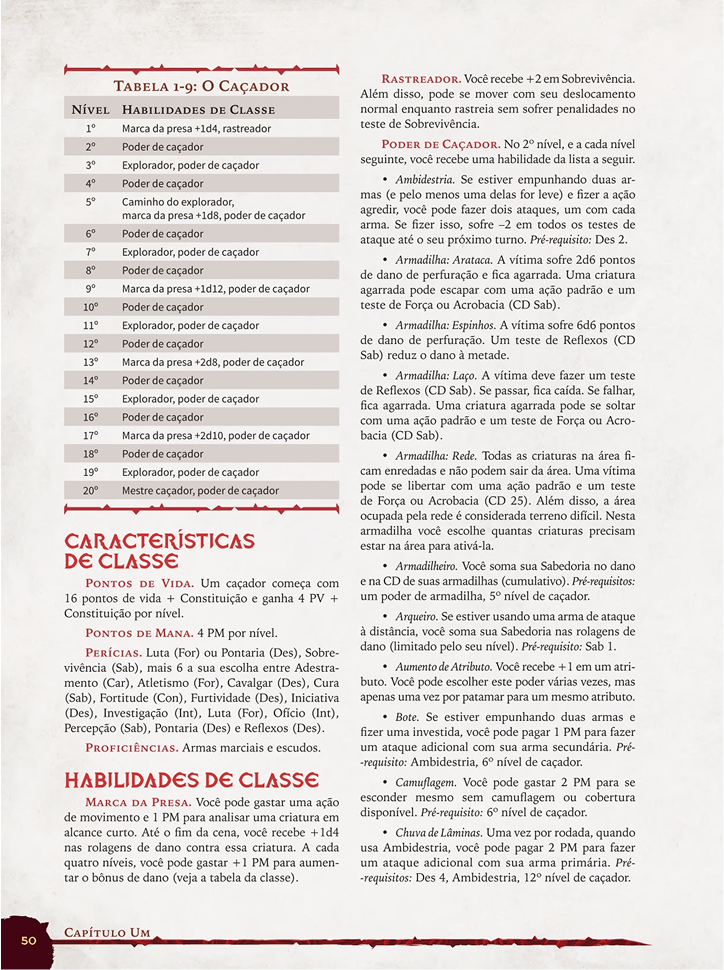 Tabela 1-9: O Caçador
Nível Habilidades de Classe
1º Marca da presa +1d4, rastreador
2º Poder de caçador
3º Explorador, poder de caçador
4º Poder de caçador
5º Caminho do explorador,
marca da presa +1d8, poder de caçador
6º Poder de caçador
7º Explorador, poder de caçador
8º Poder de caçador
9º Marca da presa +1d12, poder de caçador
10º Poder de caçador
11º Explorador, poder de caçador
12º Poder de caçador
13º Marca da presa +2d8, poder de caçador
14º Poder de caçador
15º Explorador, poder de caçador
16º Poder de caçador
17º Marca da presa +2d10, poder de caçador
18º Poder de caçador
19º Explorador, poder de caçador
20º Mestre caçador, poder de caçador
Características
de Classe
Pontos de Vida. Um caçador começa com
16 pontos de vida + Constituição e ganha 4 PV +
Constituição por nível.
Pontos de Mana. 4 PM por nível.
Perícias. Luta (For) ou Pontaria (Des), Sobre-
vivência (Sab), mais 6 a sua escolha entre Adestra-
mento (Car), Atletismo (For), Cavalgar (Des), Cura
(Sab), Fortitude (Con), Furtividade (Des), Iniciativa
(Des), Investigação (Int), Luta (For), Ofício (Int),
Percepção (Sab), Pontaria (Des) e Reflexos (Des).
Proficiências. Armas marciais e escudos.
Habilidades de Classe
Marca da Presa. Você pode gastar uma ação
de movimento e 1 PM para analisar uma criatura em
alcance curto. Até o fim da cena, você recebe +1d4
nas rolagens de dano contra essa criatura. A cada
quatro níveis, você pode gastar +1 PM para aumen-
tar o bônus de dano (veja a tabela da classe).
Rastreador. Você recebe +2 em Sobrevivência.
Além disso, pode se mover com seu deslocamento
normal enquanto rastreia sem sofrer penalidades no
teste de Sobrevivência.
Poder de Caçador. No 2º nível, e a cada nível
seguinte, você recebe uma habilidade da lista a seguir.
• Ambidestria. Se estiver empunhando duas ar-
mas (e pelo menos uma delas for leve) e fizer a ação
agredir, você pode fazer dois ataques, um com cada
arma. Se fizer isso, sofre –2 em todos os testes de
ataque até o seu próximo turno. Pré-requisito: Des 2.
• Armadilha: Arataca. A vítima sofre 2d6 pontos
de dano de perfuração e fica agarrada. Uma criatura
agarrada pode escapar com uma ação padrão e um
teste de Força ou Acrobacia (CD Sab).
• Armadilha: Espinhos. A vítima sofre 6d6 pontos
de dano de perfuração. Um teste de Reflexos (CD
Sab) reduz o dano à metade.
• Armadilha: Laço. A vítima deve fazer um teste
de Reflexos (CD Sab). Se passar, fica caída. Se falhar,
fica agarrada. Uma criatura agarrada pode se soltar
com uma ação padrão e um teste de Força ou Acro-
bacia (CD Sab).
• Armadilha: Rede. Todas as criaturas na área fi-
cam enredadas e não podem sair da área. Uma vítima
pode se libertar com uma ação padrão e um teste
de Força ou Acrobacia (CD 25). Além disso, a área
ocupada pela rede é considerada terreno difícil. Nesta
armadilha você escolhe quantas criaturas precisam
estar na área para ativá-la.
• Armadilheiro. Você soma sua Sabedoria no dano
e na CD de suas armadilhas (cumulativo). Pré-requisitos:
um poder de armadilha, 5º nível de caçador.
• Arqueiro. Se estiver usando uma arma de ataque
à distância, você soma sua Sabedoria nas rolagens de
dano (limitado pelo seu nível). Pré-requisito: Sab 1.
• Aumento de Atributo. Você recebe +1 em um atri-
buto. Você pode escolher este poder várias vezes, mas
apenas uma vez por patamar para um mesmo atributo.
• Bote. Se estiver empunhando duas armas e
fizer uma investida, você pode pagar 1 PM para fazer
um ataque adicional com sua arma secundária. Pré-
-requisito: Ambidestria, 6º nível de caçador.
• Camuflagem. Você pode gastar 2 PM para se
esconder mesmo sem camuflagem ou cobertura
disponível. Pré-requisito: 6º nível de caçador.
• Chuva de Lâminas. Uma vez por rodada, quando
usa Ambidestria, você pode pagar 2 PM para fazer
um ataque adicional com sua arma primária. Pré-
-requisitos: Des 4, Ambidestria, 12º nível de caçador.
50
Capítulo Um